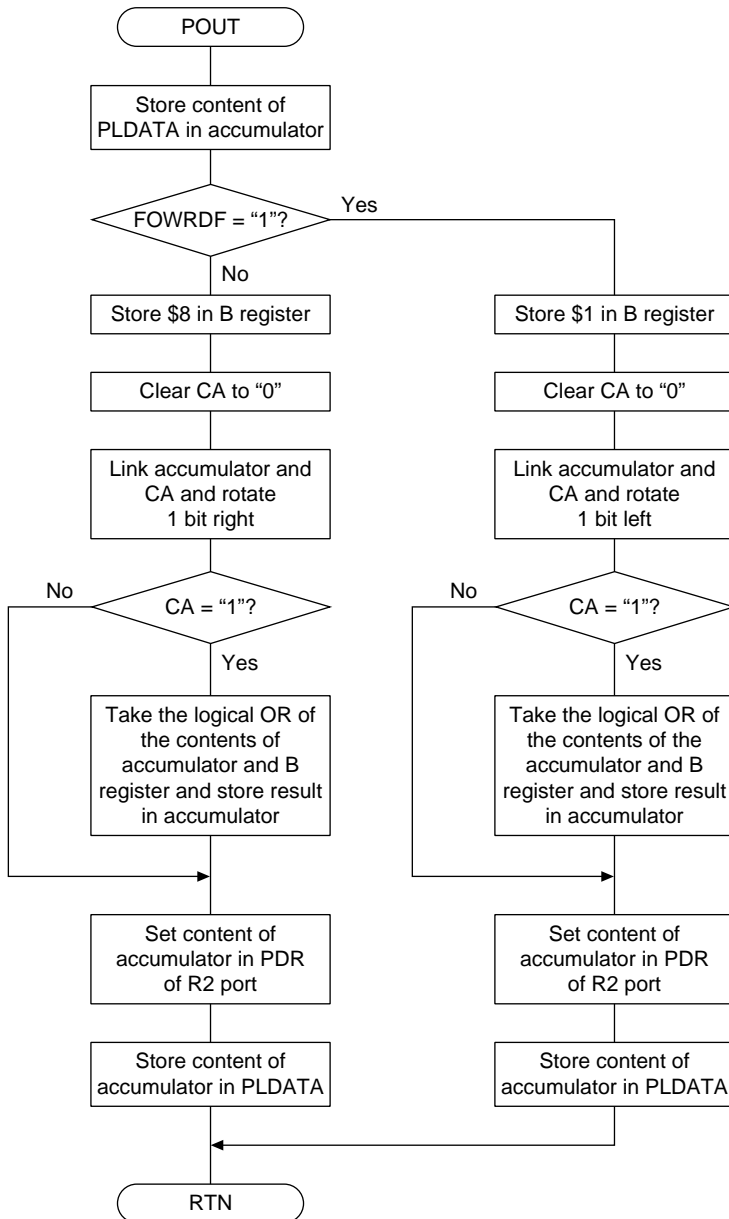 POUT
Store content of
PLDATA in accumulator
FOWRDF = “1”?
Yes
No
Store $8 in B register
Clear CA to “0”
Link accumulator and
CA and rotate
1 bit right
No
CA = “1”?
Yes
Take the logical OR of
the contents of
accumulator and B
register and store result
in accumulator
Set content of
accumulator in PDR
of R2 port
Store content of
accumulator in PLDATA
Store $1 in B register
Clear CA to “0”
Link accumulator and
CA and rotate
1 bit left
No
CA = “1”?
Yes
Take the logical OR of
the contents of the
accumulator and B
register and store result
in accumulator
Set content of
accumulator in PDR
of R2 port
Store content of
accumulator in PLDATA
RTN